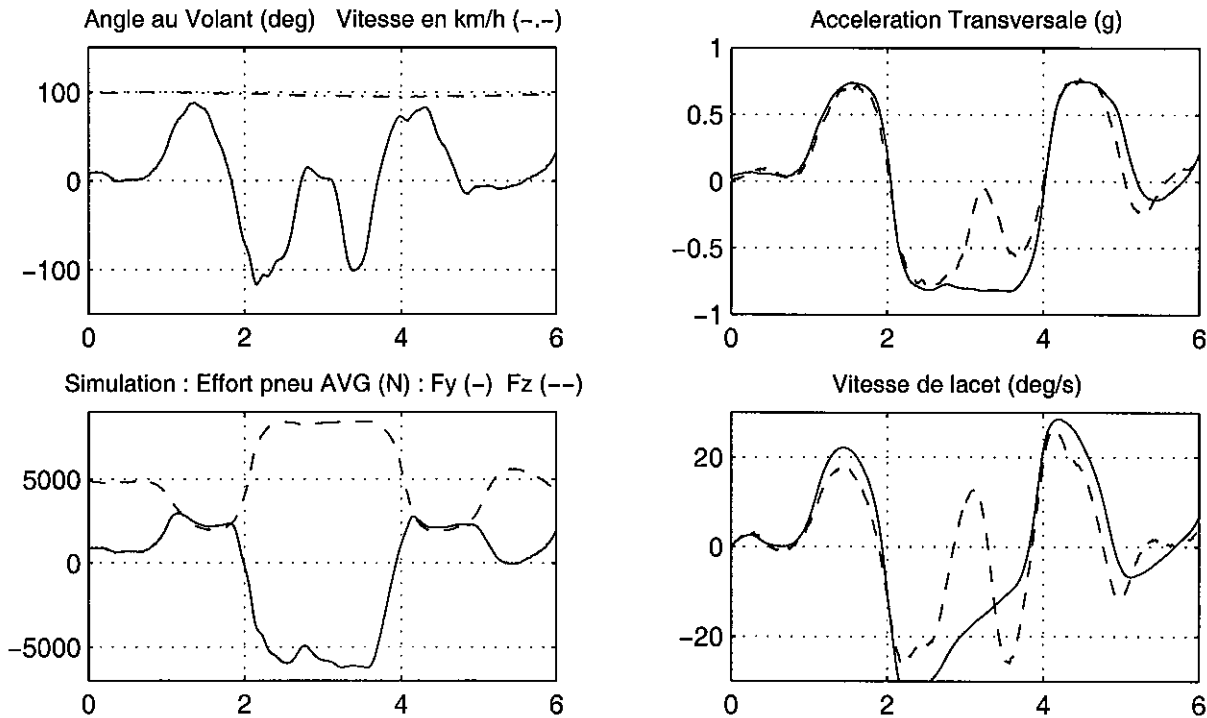 Angle au Volant (deg) Vitesse en km/h (-.-)
100
0
-100
0 2 4 6
Acceleration Transversale (g)
1
0.5
0
-0.5
-1
0 2 4 6
Simulation : Effort pneu AVG (N) : Fy (-) Fz (--)
5000
0
-5000
0 2 4 6
Vitesse de lacet (deg/s)
20
0
-20
0 2 4 6